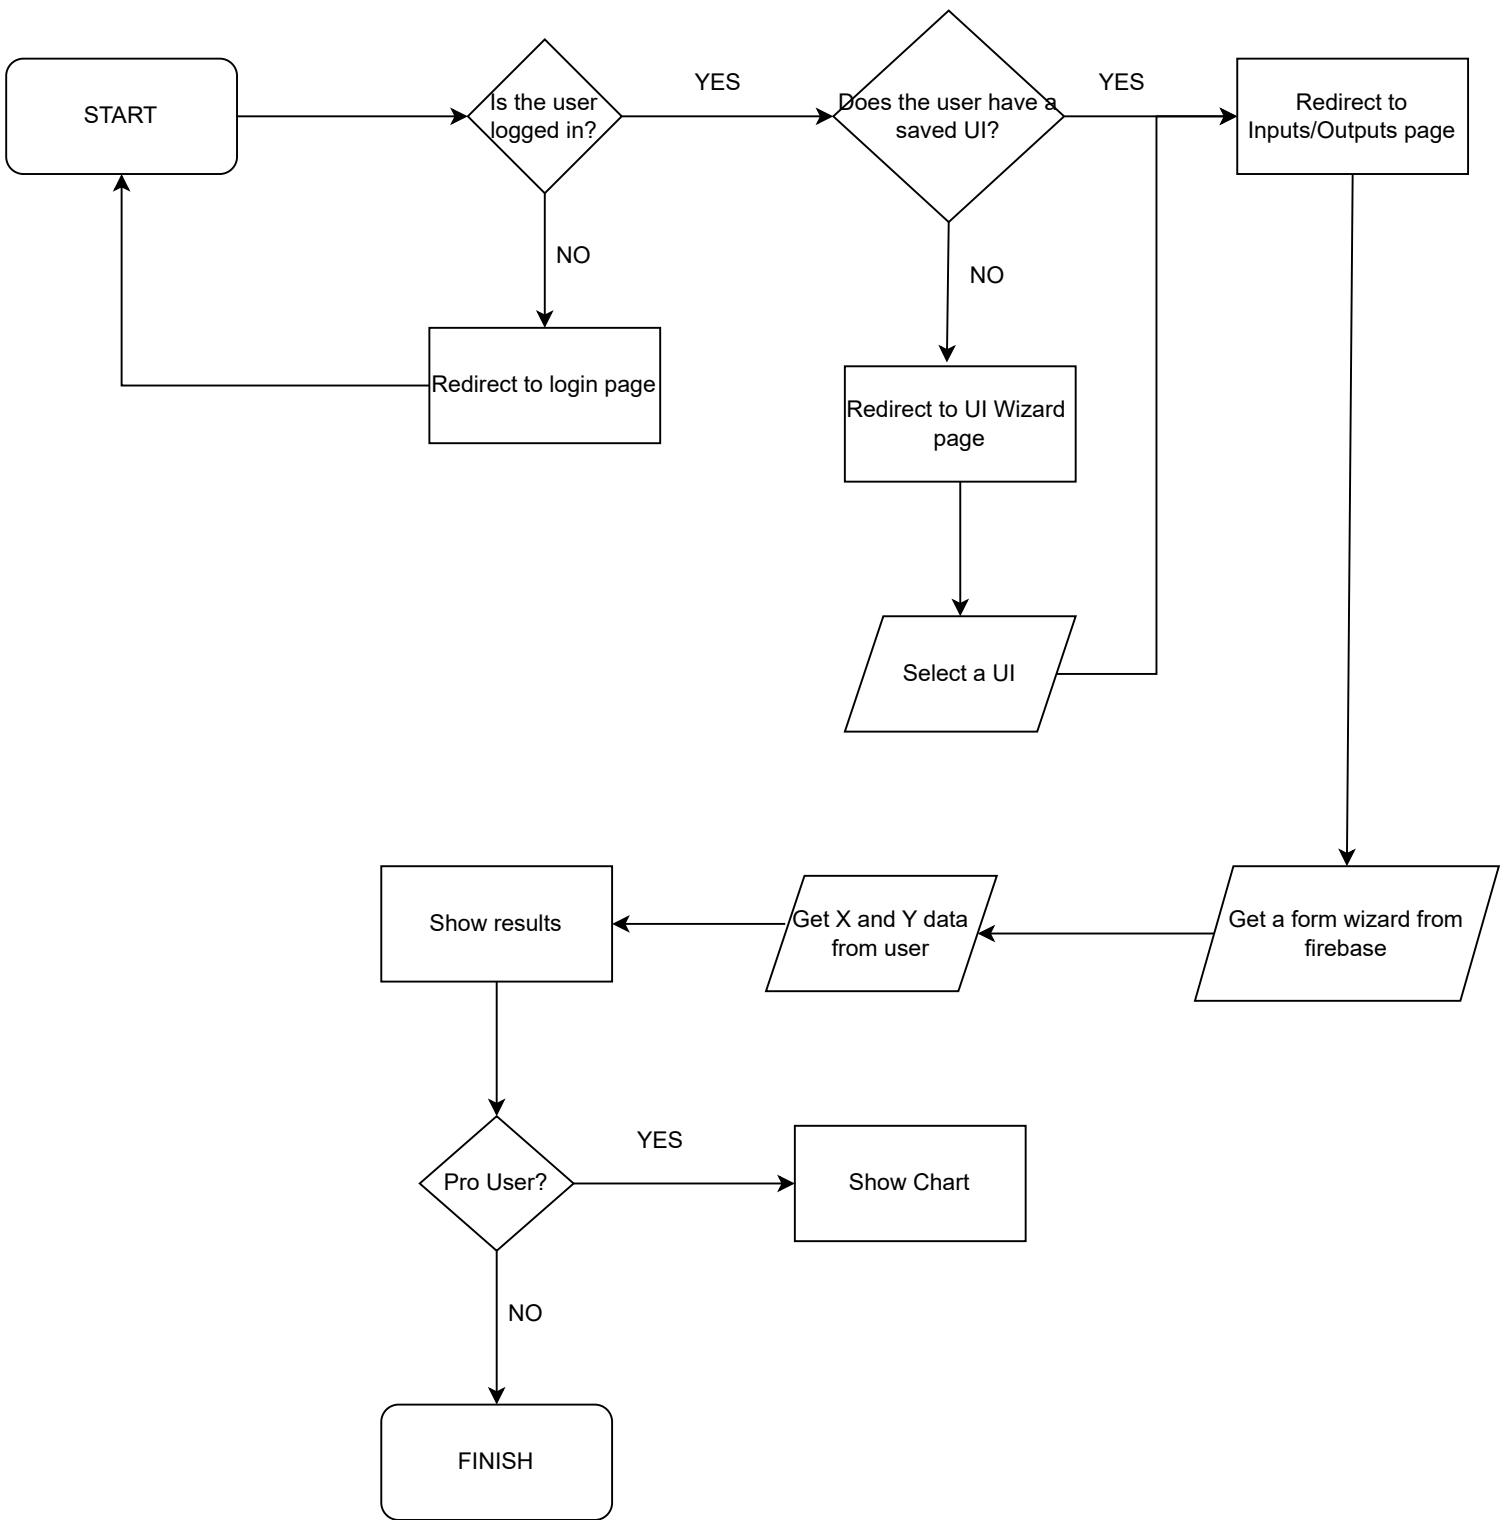 START
Is the user
logged in?
YES
Does the user have a
saved UI?
YES
Redirect to
Inputs/Outputs page
NO
NO
Redirect to login page
Redirect to UI Wizard
page
Select a UI
Show results
Get X and Y data
from user
Get a form wizard from
firebase
Pro User?
YES
Show Chart
NO
FINISH